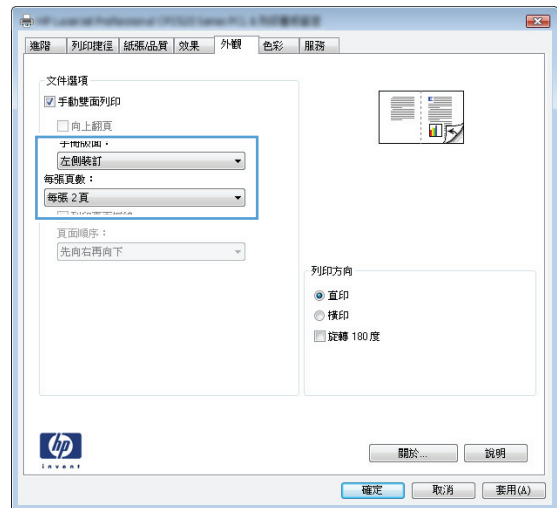 進階 列印捷徑 紙張/品質 效果 外觀 色彩 服務
文件選項
手動雙面列印
向上翻頁
手冊版面：
左側裝訂
每張頁數：
每張 2 頁
頁面順序：
先向右再向下
列印方向
直印
橫印
旋轉 180 度
hp
invent
關於... 說明
確定 取消 套用(A)